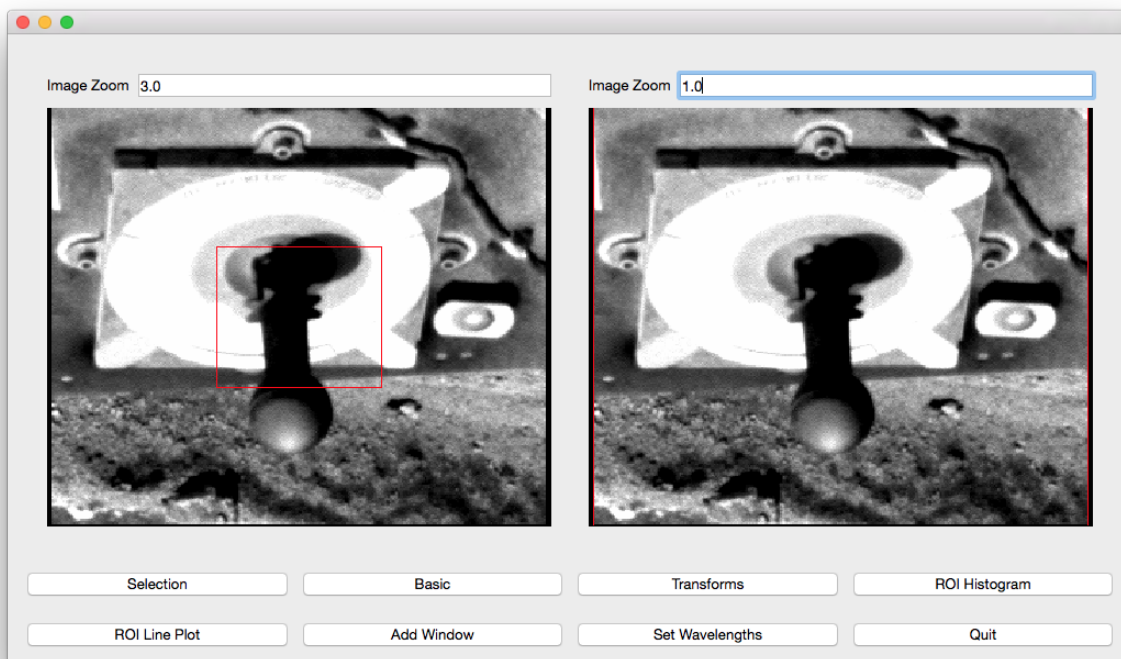 Image Zoom 3.0 Image Zoom 1.0
Selection Basic Transforms ROI Histogram
ROI Line Plot Add Window Set Wavelengths Quit